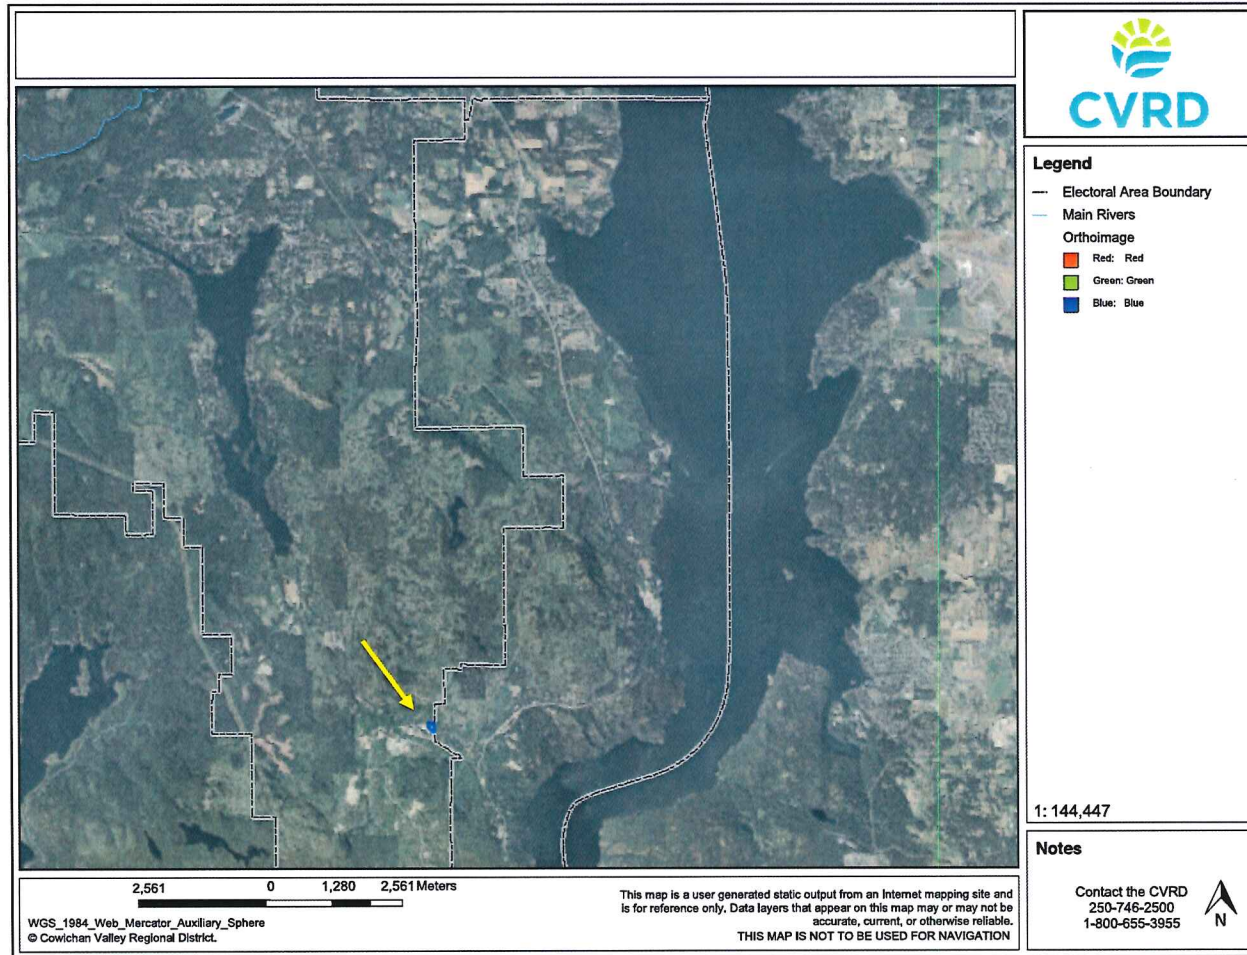 CVRD
Legend
Electoral Area Boundary
Main Rivers
Orthoimage
Red: Red
Green: Green
Blue: Blue
1: 144,447
Notes
Contact the CVRD
250-746-2500
1-800-655-3955
N
2,561 0 1,280 2,561 Meters
WGS_1984_Web_Mercator_Auxiliary_Sphere
© Cowichan Valley Regional District.
This map is a user generated static output from an Internet mapping site and
is for reference only. Data layers that appear on this map may or may not be
accurate, current, or otherwise reliable.
THIS MAP IS NOT TO BE USED FOR NAVIGATION